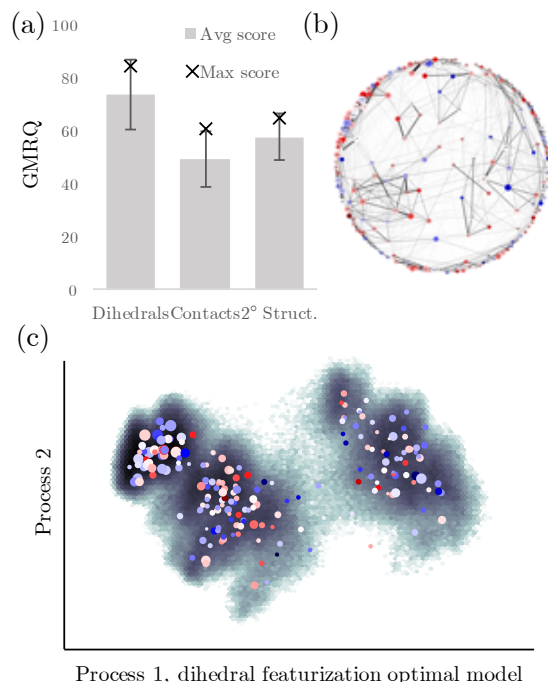 (a)
(b)
100
80
60
40
20
0
GMRQ
Avg score
Max score
Dihedrals Contacts 2° Struct.
(c)
Process 2
Process 1, dihedral featurization optimal model